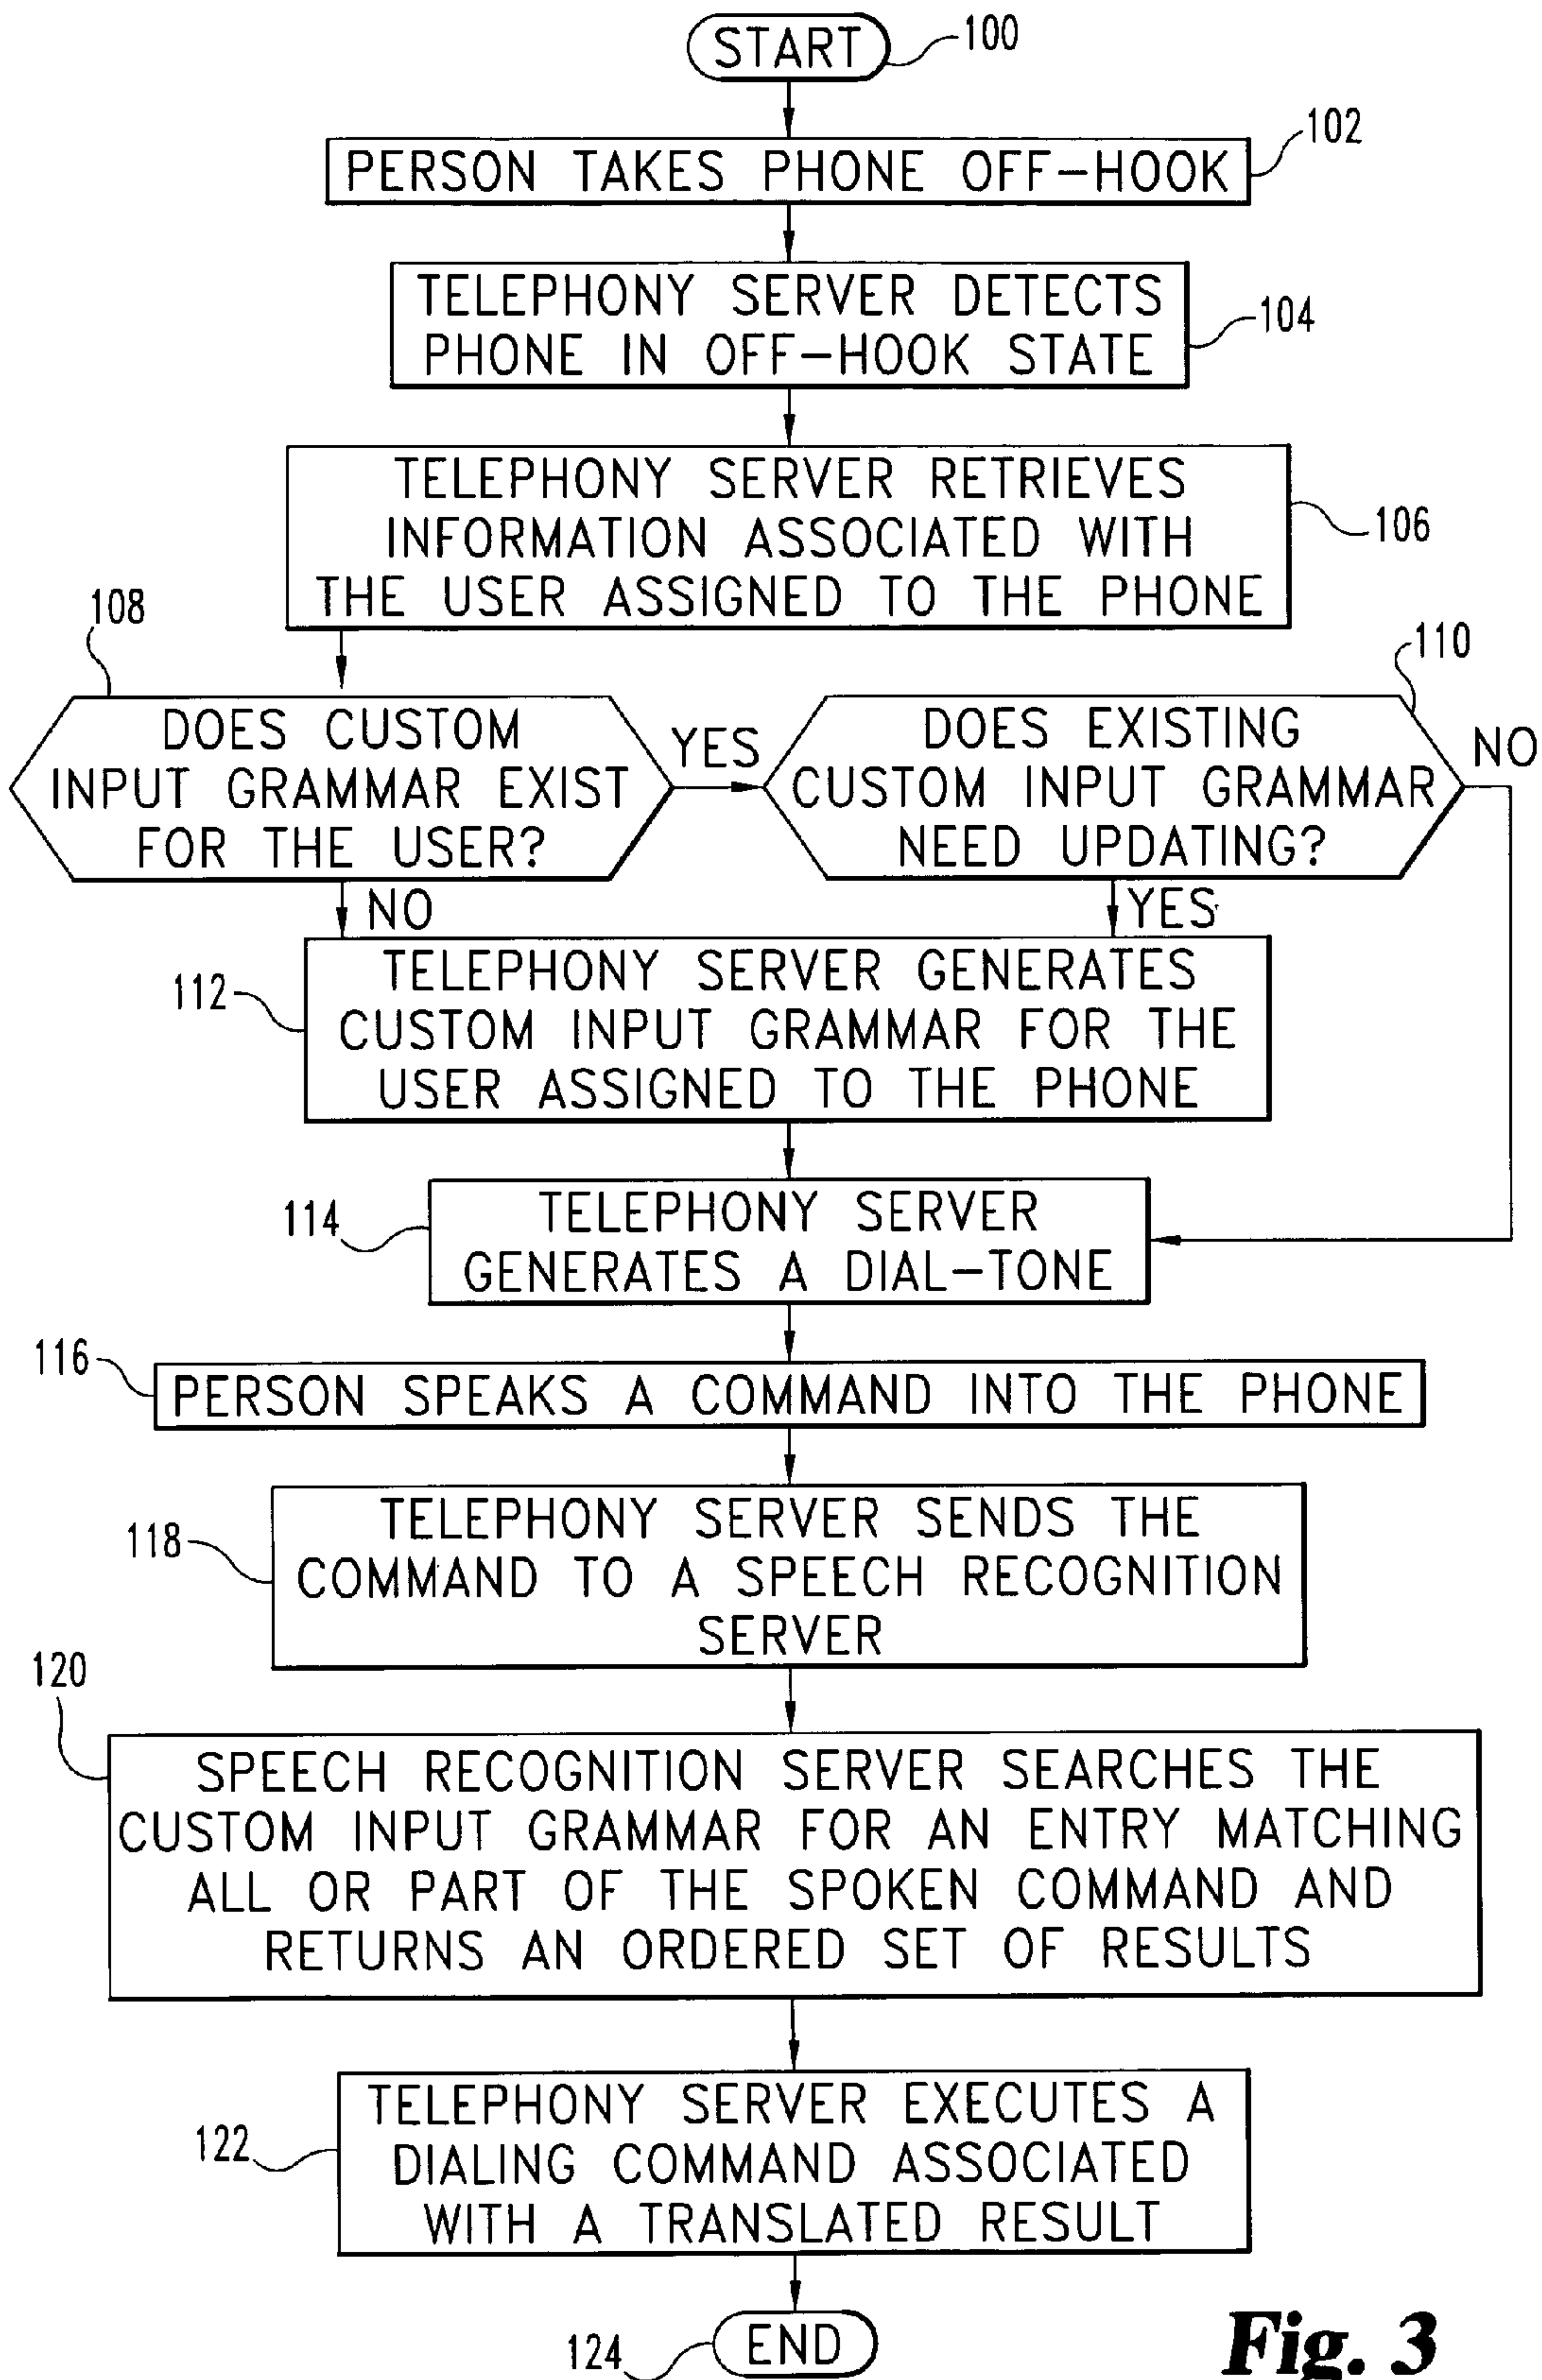 START
100
PERSON TAKES PHONE OFF-HOOK
102
TELEPHONY SERVER DETECTS
PHONE IN OFF-HOOK STATE
104
TELEPHONY SERVER RETRIEVES
INFORMATION ASSOCIATED WITH
THE USER ASSIGNED TO THE PHONE
106
108
DOES CUSTOM
INPUT GRAMMAR EXIST
FOR THE USER?
YES
110
DOES EXISTING
CUSTOM INPUT GRAMMAR
NEED UPDATING?
NO
NO
YES
112
TELEPHONY SERVER GENERATES
CUSTOM INPUT GRAMMAR FOR THE
USER ASSIGNED TO THE PHONE
114
TELEPHONY SERVER
GENERATES A DIAL-TONE
116
PERSON SPEAKS A COMMAND INTO THE PHONE
118
TELEPHONY SERVER SENDS THE
COMMAND TO A SPEECH RECOGNITION
SERVER
120
SPEECH RECOGNITION SERVER SEARCHES THE
CUSTOM INPUT GRAMMAR FOR AN ENTRY MATCHING
ALL OR PART OF THE SPOKEN COMMAND AND
RETURNS AN ORDERED SET OF RESULTS
122
TELEPHONY SERVER EXECUTES A
DIALING COMMAND ASSOCIATED
WITH A TRANSLATED RESULT
124
END
Fig. 3